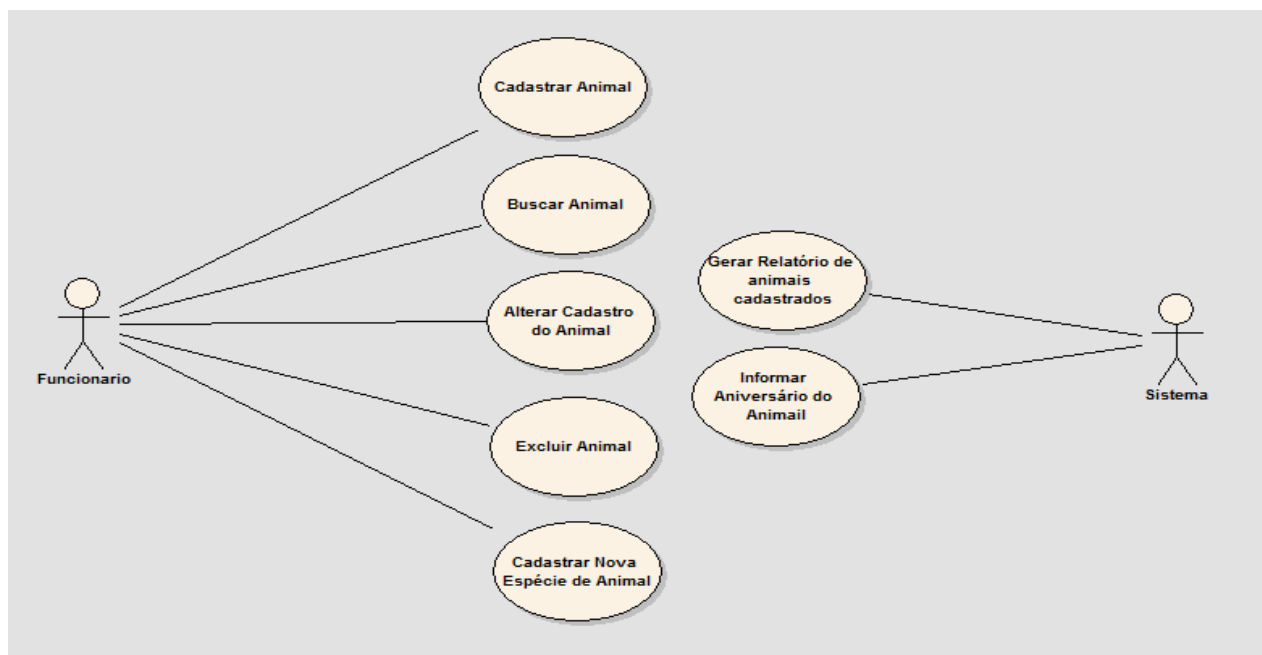 Cadastrar Animal
Buscar Animal
Alterar Cadastro
do Animal
Excluir Animal
Cadastrar Nova
Espécie de Animal
Funcionario
Gerar Relatório de
animais
cadastrados
Informar
Aniversário do
Animail
Sistema